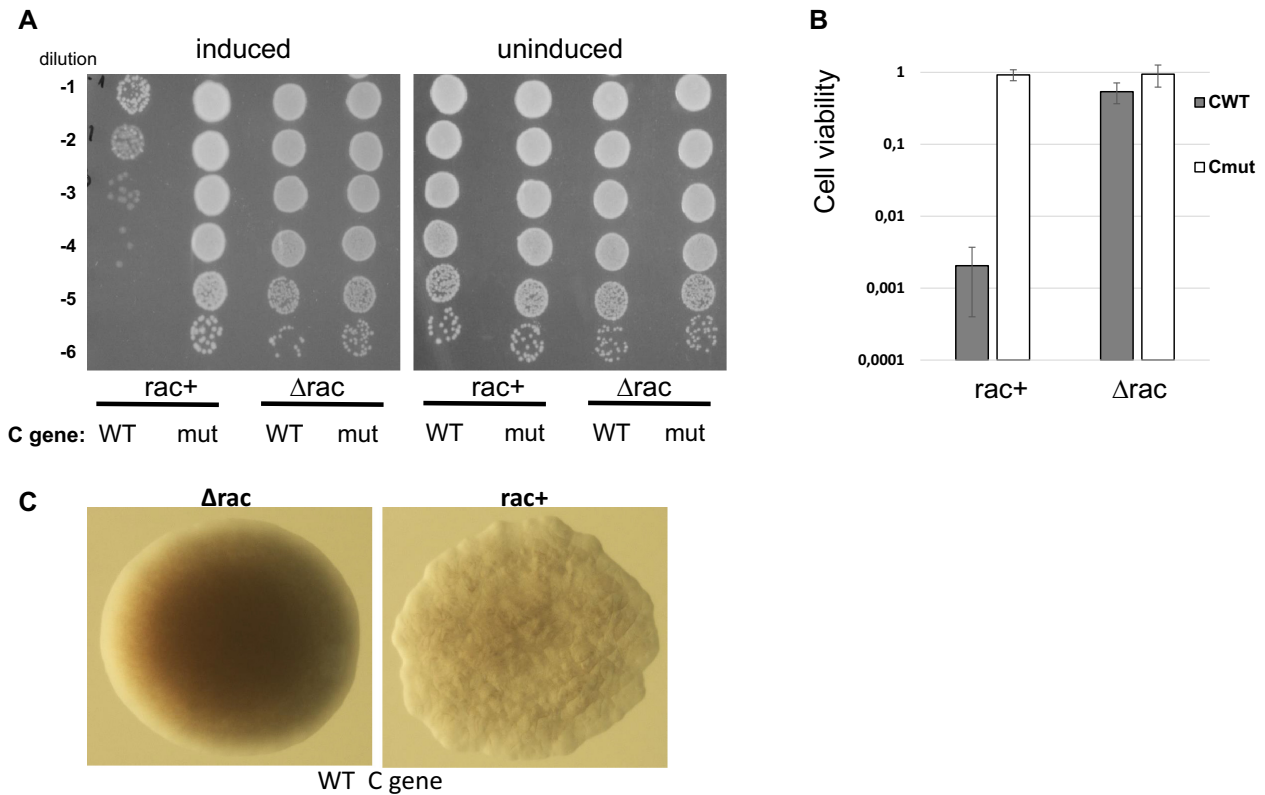 A
B
induced
uninduced
dilution
-1
-2
-3
-4
-5
-6
rac+
Δrac
rac+
Δrac
C gene: WT mut WT mut WT mut WT mut
Cell viability
1
0,1
0,01
0,001
0,0001
CWT
Cmut
rac+
Δrac
C
Δrac
rac+
WT C gene